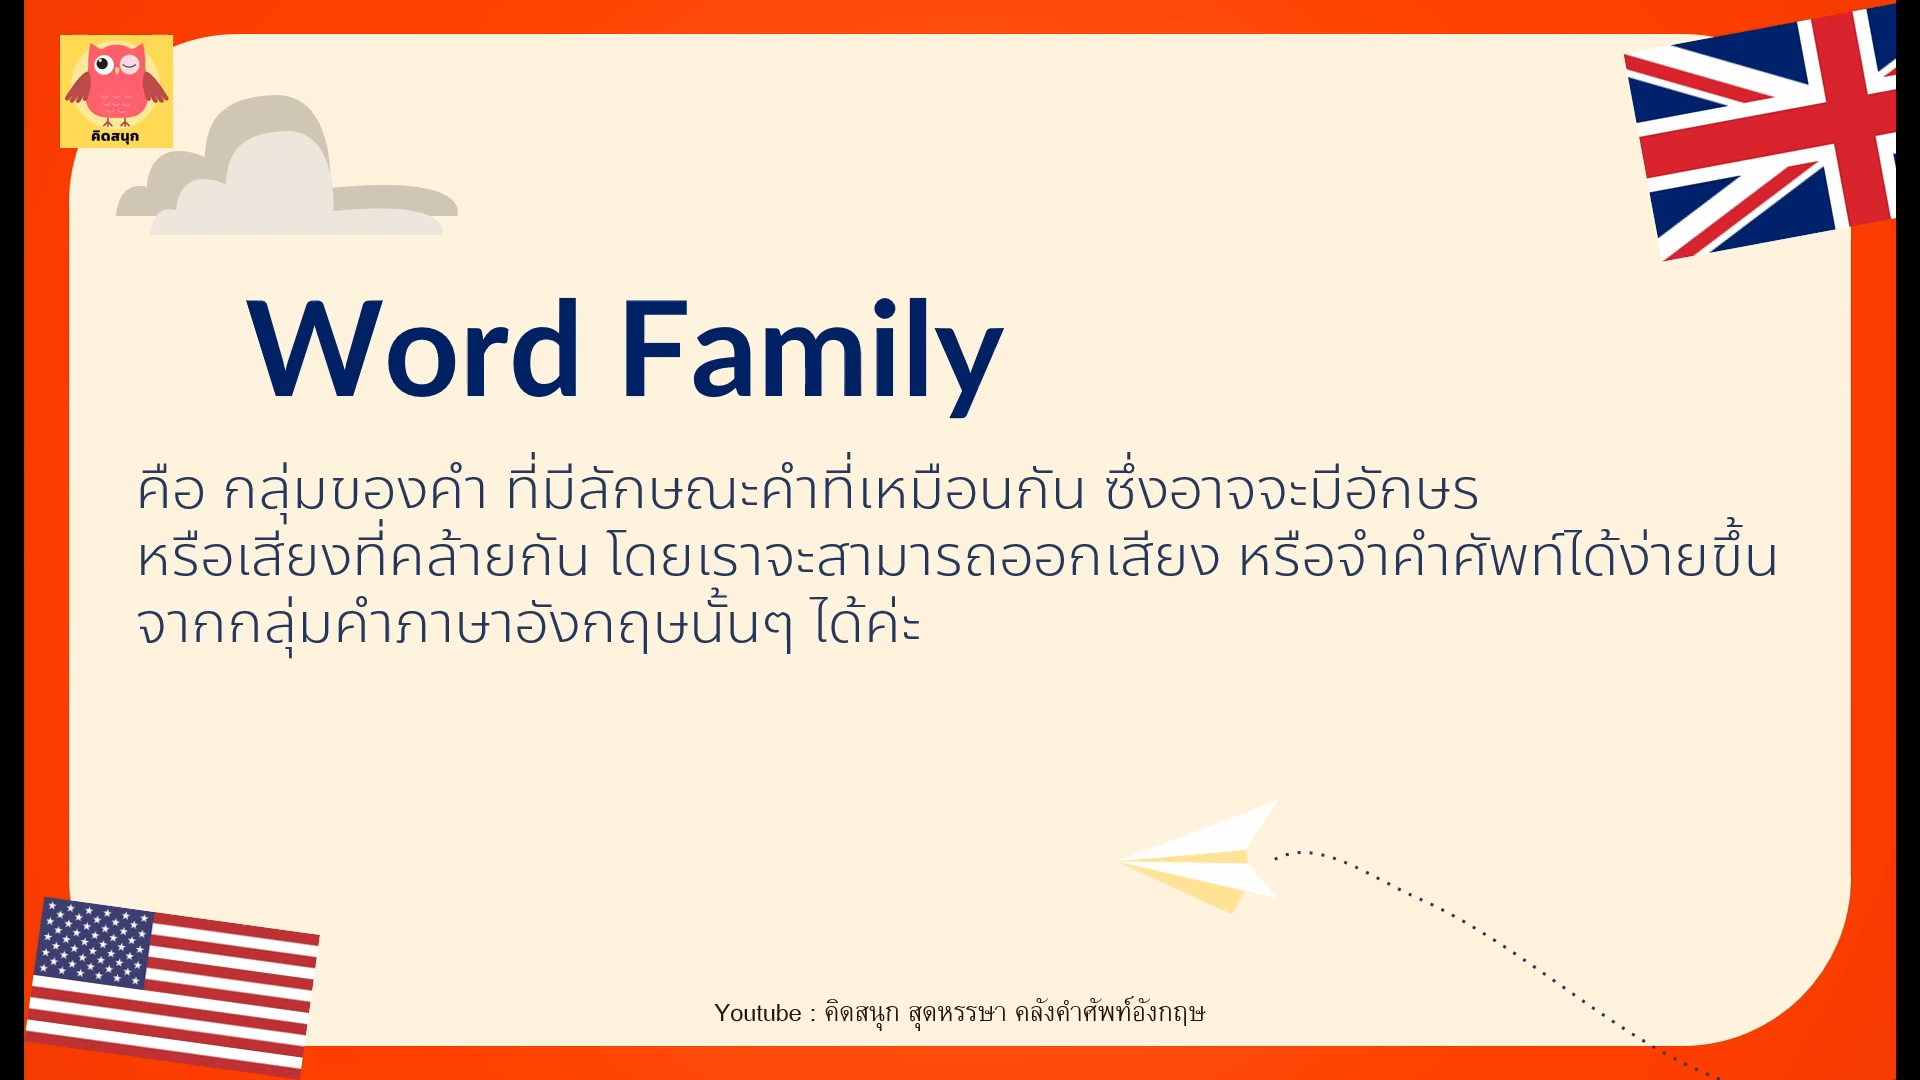 คิดสนุก
Word Family
คือ กลุ่มของคำ ที่มีลักษณะคำที่เหมือนกัน ซึ่งอาจจะมีอักษร
หรือเสียงที่คล้ายกัน โดยเราจะสามารถออกเสียง หรือจำคำศัพท์ได้ง่ายขึ้น
จากกลุ่มคำภาษาอังกฤษนั้นๆ ได้ค่ะ
Youtube : คิดสนุก สุดหรรษา คลังคำศัพท์อังกฤษ